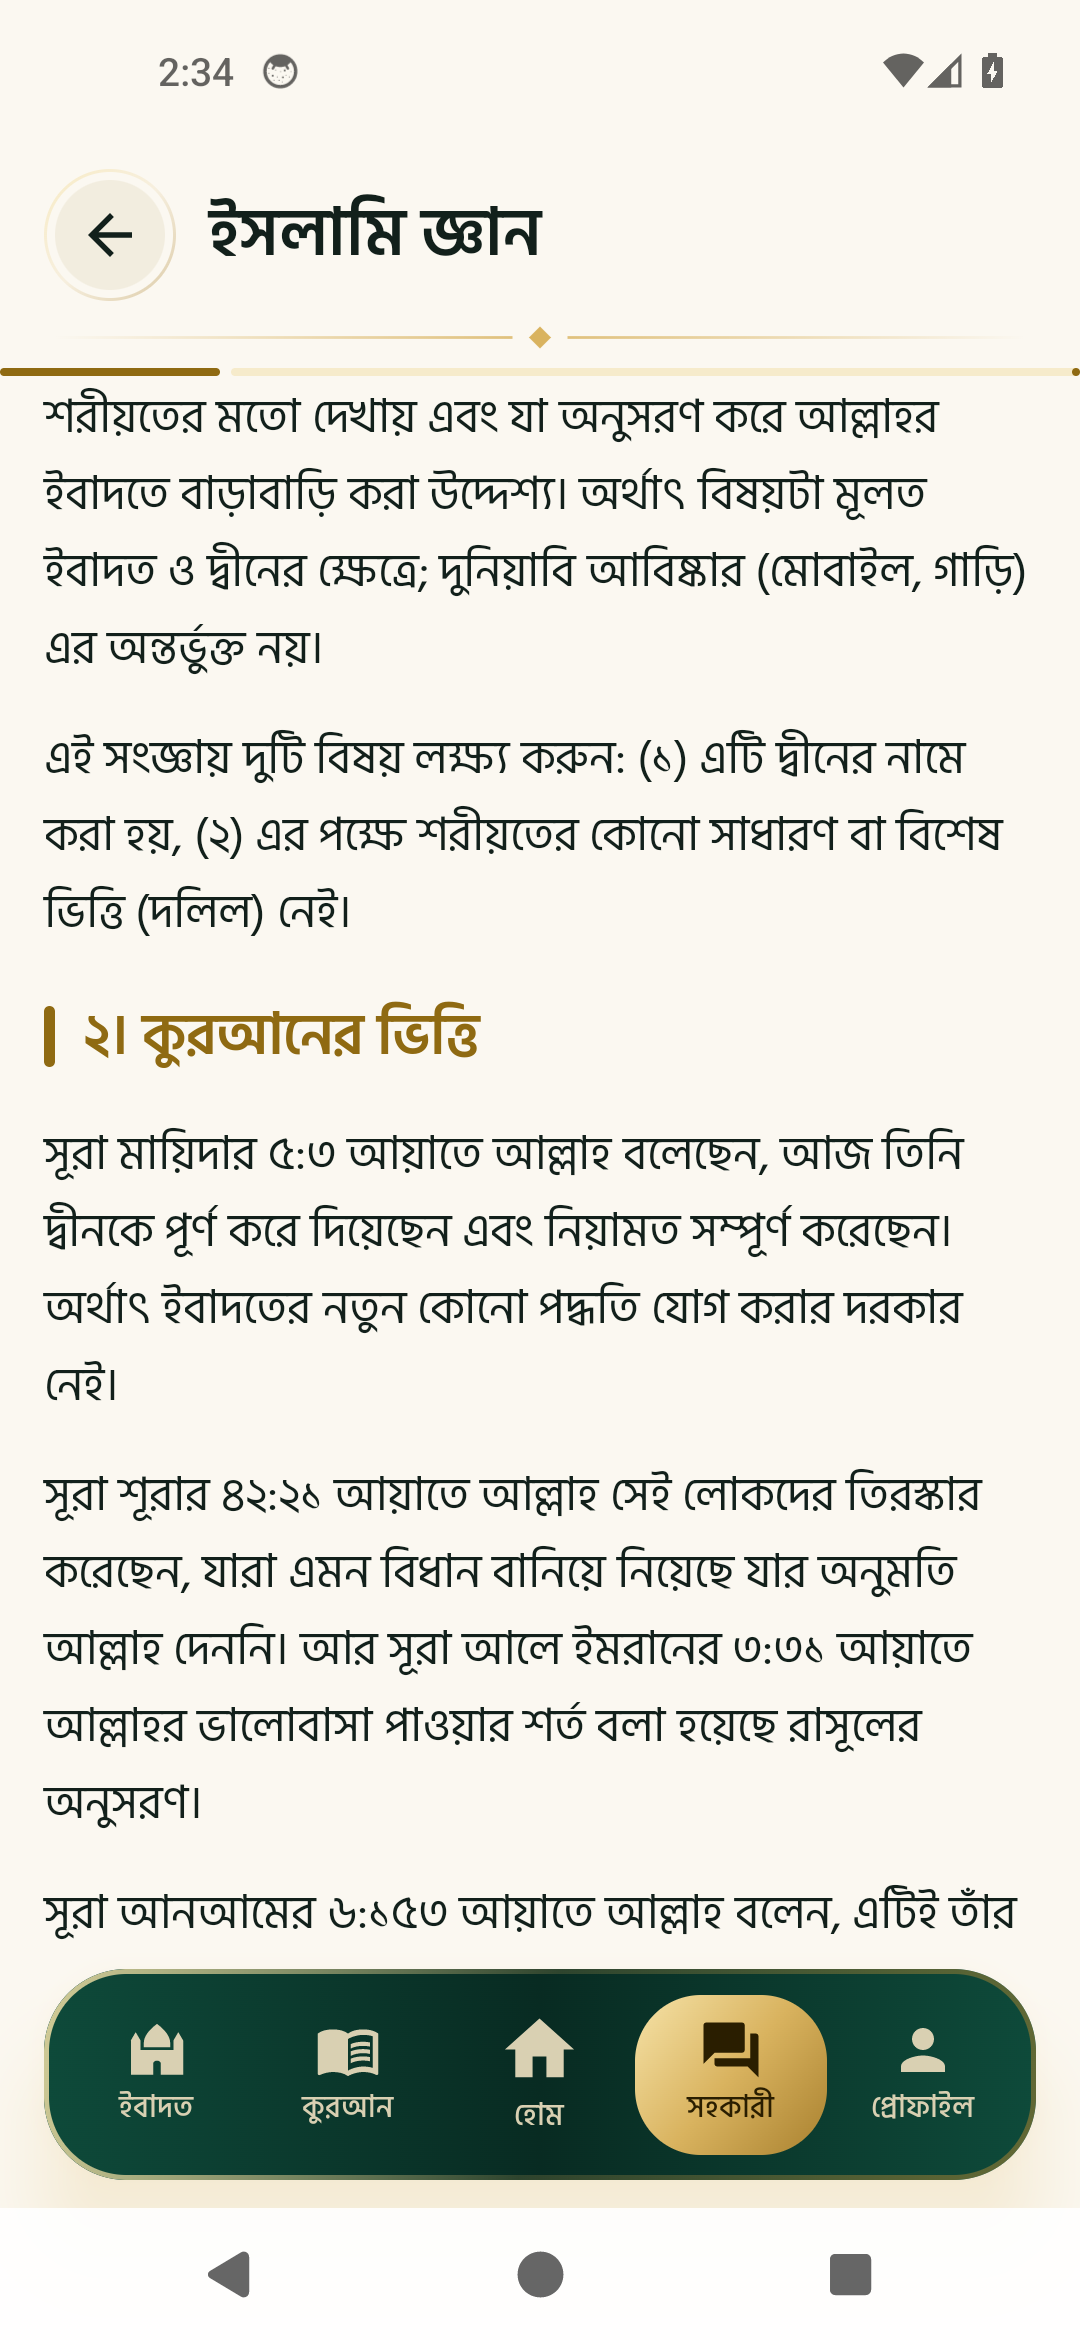 2:34
ইসলামি জ্ঞান
শরীয়তের মতো দেখায় এবং যা অনুসরণ করে আল্লাহর
ইবাদতে বাড়াবাড়ি করা উদ্দেশ্য। অর্থাৎ বিষয়টা মূলত
ইবাদত ও দ্বীনের ক্ষেত্রে; দুনিয়াবি আবিষ্কার (মোবাইল, গাড়ি)
এর অন্তর্ভুক্ত নয়।
এই সংজ্ঞায় দুটি বিষয় লক্ষ্য করুন: (১) এটি দ্বীনের নামে
করা হয়, (২) এর পক্ষে শরীয়তের কোনো সাধারণ বা বিশেষ
ভিত্তি (দলিল) নেই।
২। কুরআনের ভিত্তি
সূরা মায়িদার ৫:৩ আয়াতে আল্লাহ বলেছেন, আজ তিনি
দ্বীনকে পূর্ণ করে দিয়েছেন এবং নিয়ামত সম্পূর্ণ করেছেন।
অর্থাৎ ইবাদতের নতুন কোনো পদ্ধতি যোগ করার দরকার
নেই।
সূরা শূরার ৪২:২১ আয়াতে আল্লাহ সেই লোকদের তিরস্কার
করেছেন, যারা এমন বিধান বানিয়ে নিয়েছে যার অনুমতি
আল্লাহ দেননি। আর সূরা আলে ইমরানের ৩:৩১ আয়াতে
আল্লাহর ভালোবাসা পাওয়ার শর্ত বলা হয়েছে রাসূলের
অনুসরণ।
সূরা আনআমের ৬:১৫৩ আয়াতে আল্লাহ বলেন, এটিই তাঁর
ইবাদত কুরআন হোম সহকারী প্রোফাইল